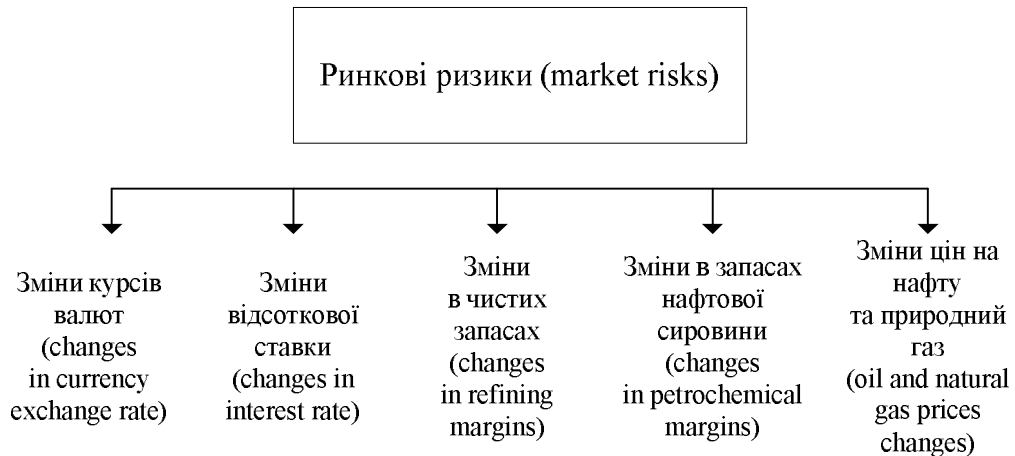 Ринкові ризики (market risks)
Зміни курсів
валют
(changes
in currency
exchange rate)
Зміни
відсоткової
ставки
(changes in
interest rate)
Зміни
в чистих
запасах
(changes
in refining
margins)
Зміни в запасах
нафтової
сировини
(changes
in petrochemical
margins)
Зміни цін на
нафту
та природний
газ
(oil and natural
gas prices
changes)